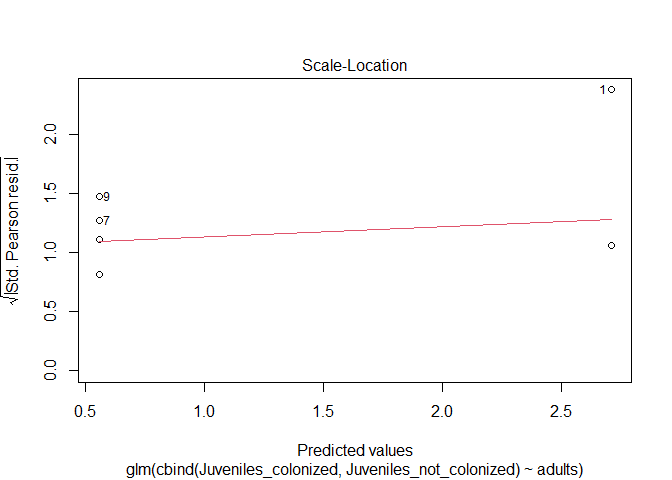 Scale-Location
√|Std. Pearson resid.|
2.0
1.5
1.0
0.5
0.0
1
9
7
0.5 1.0 1.5 2.0 2.5
Predicted values
glm(cbind(Juveniles_colonized, Juveniles_not_colonized) ~ adults)